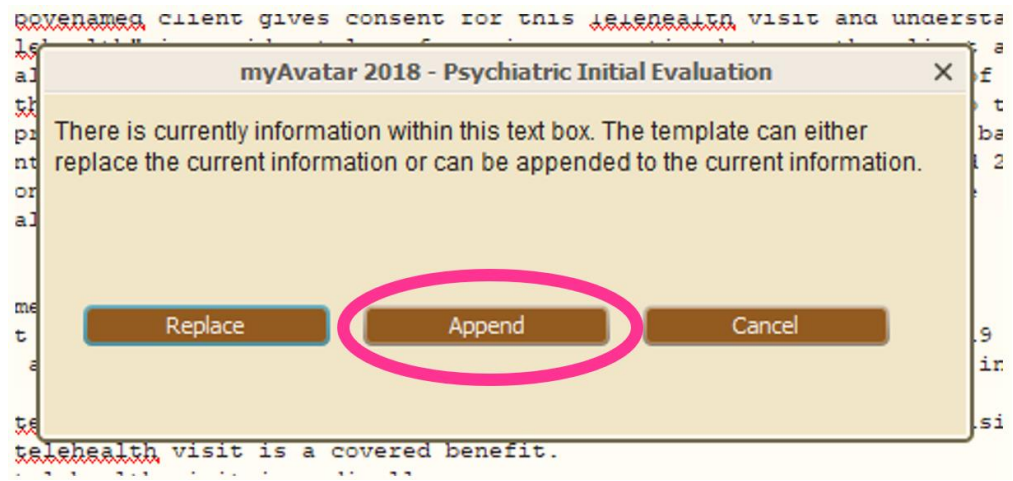 povenamed client gives consent for this telehealth visit and understa
myAvatar 2018 - Psychiatric Initial Evaluation
There is currently information within this text box. The template can either
replace the current information or can be appended to the current information.
Replace Append Cancel
telehealth visit is a covered benefit.